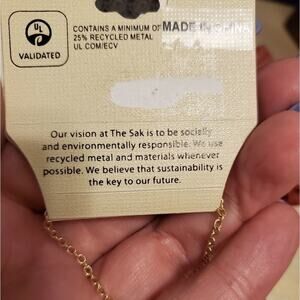 UL
VALIDATED
CONTAINS A MINIMUM OF
25% RECYCLED METAL
UL COM/ECV
MADE IN CHINA
Our vision at The Sak is to be socially
and environmentally responsible. We use
recycled metal and materials whenever
possible. We believe that sustainability is
the key to our future.